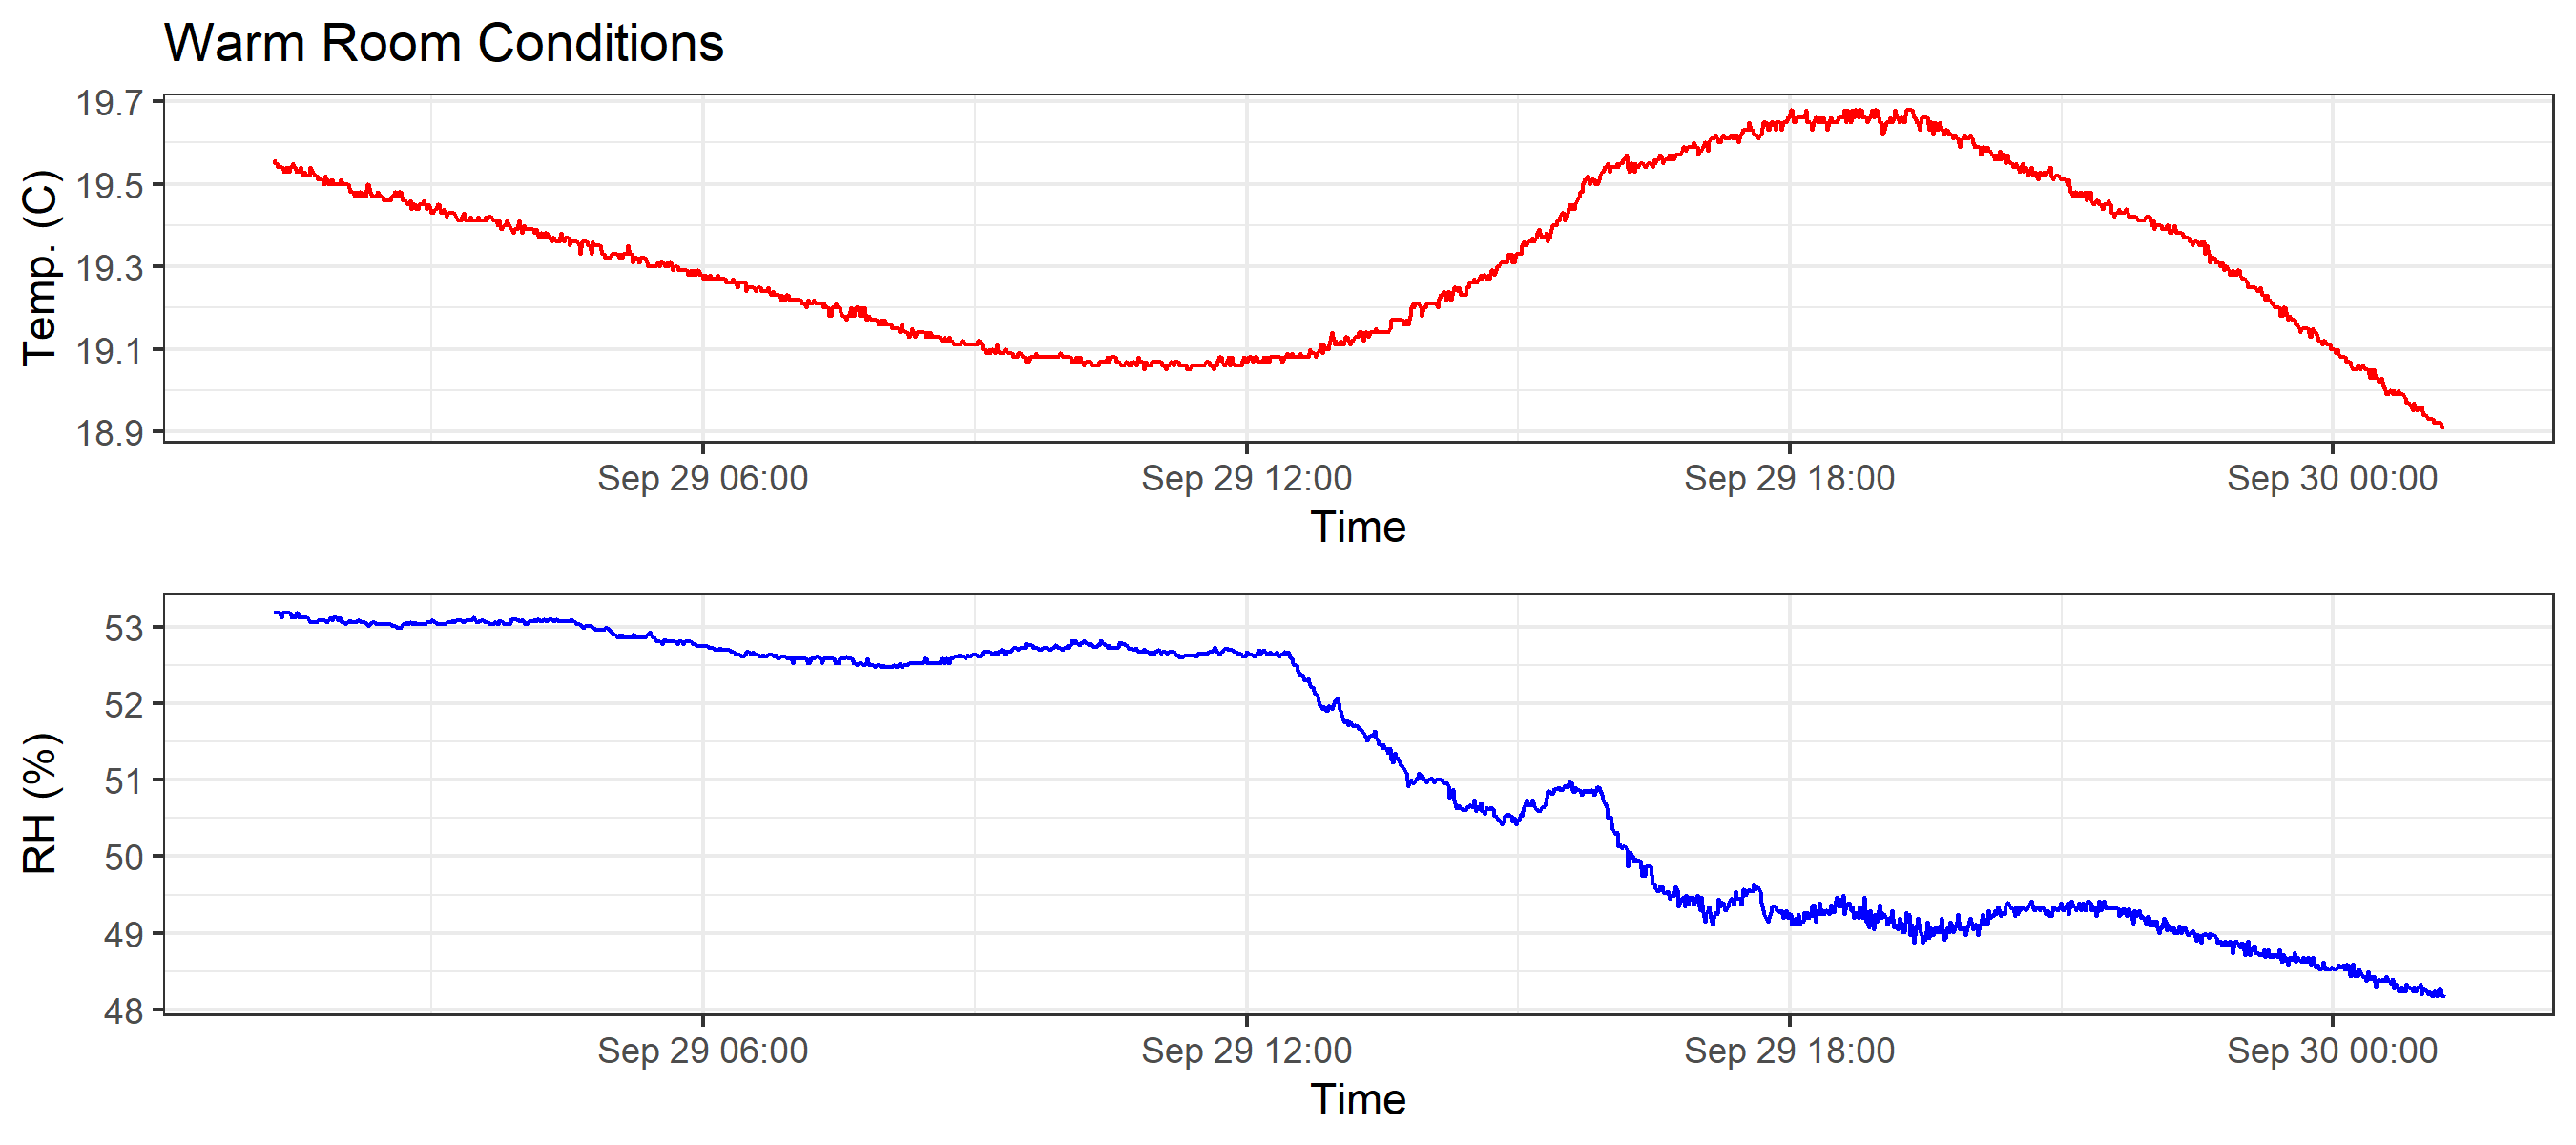 Warm Room Conditions
Temp. (C)
19.7
19.5
19.3
19.1
18.9
Sep 29 06:00 Sep 29 12:00 Sep 29 18:00 Sep 30 00:00
Time
RH (%)
53
52
51
50
49
48
Sep 29 06:00 Sep 29 12:00 Sep 29 18:00 Sep 30 00:00
Time